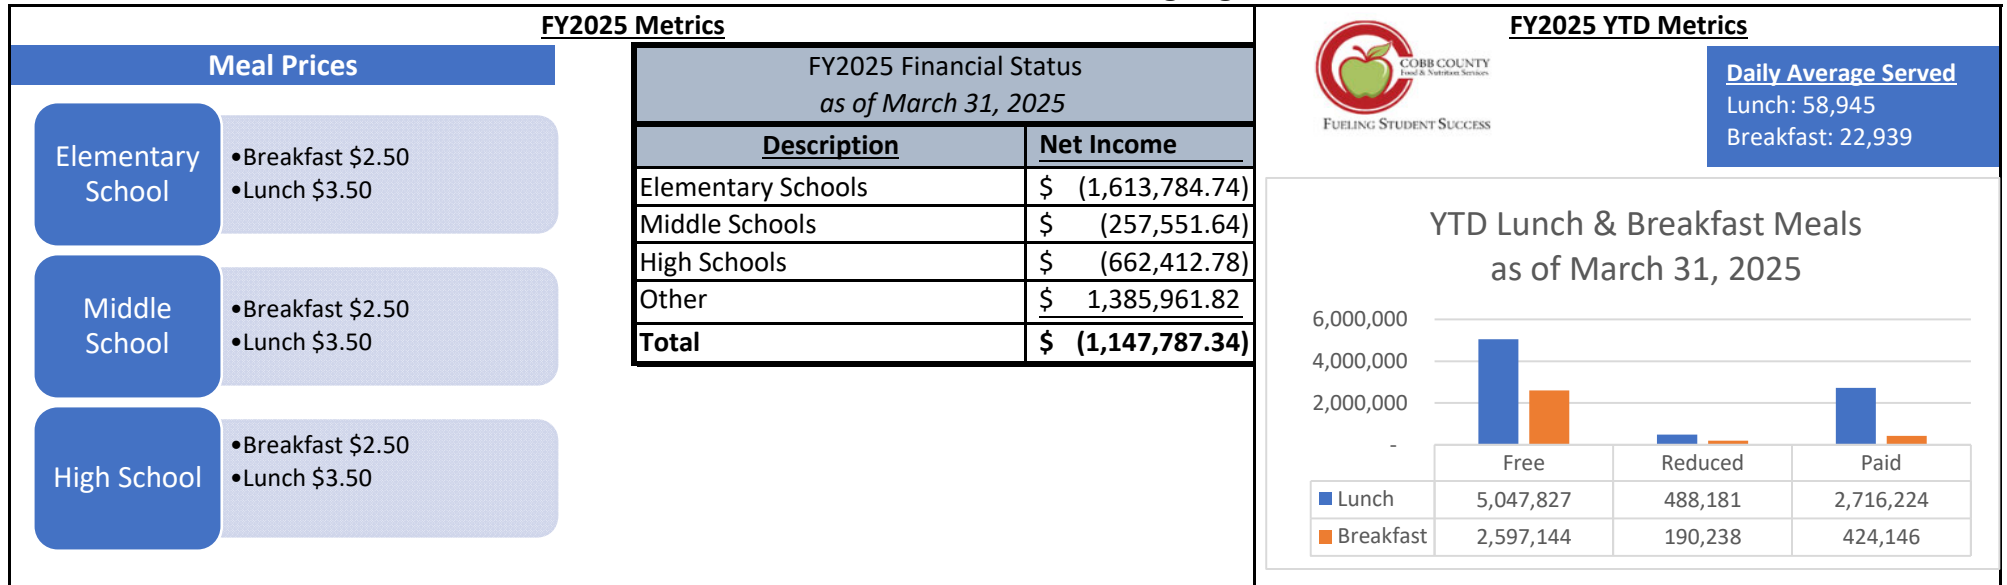 FY2025 Metrics
Meal Prices
Elementary
School
•Breakfast $2.50
•Lunch $3.50
Middle
School
•Breakfast $2.50
•Lunch $3.50
High School
•Breakfast $2.50
•Lunch $3.50
FY2025 Financial Status
as of March 31, 2025
Description Net Income
Elementary Schools $ (1,613,784.74)
Middle Schools $ (257,551.64)
High Schools $ (662,412.78)
Other $ 1,385,961.82
Total $ (1,147,787.34)
FY2025 YTD Metrics
COBB COUNTY
Food & Nutrition Services
FUELING STUDENT SUCCESS
Daily Average Served
Lunch: 58,945
Breakfast: 22,939
YTD Lunch & Breakfast Meals
as of March 31, 2025
6,000,000
4,000,000
2,000,000
-
Free Reduced Paid
Lunch 5,047,827 488,181 2,716,224
Breakfast 2,597,144 190,238 424,146